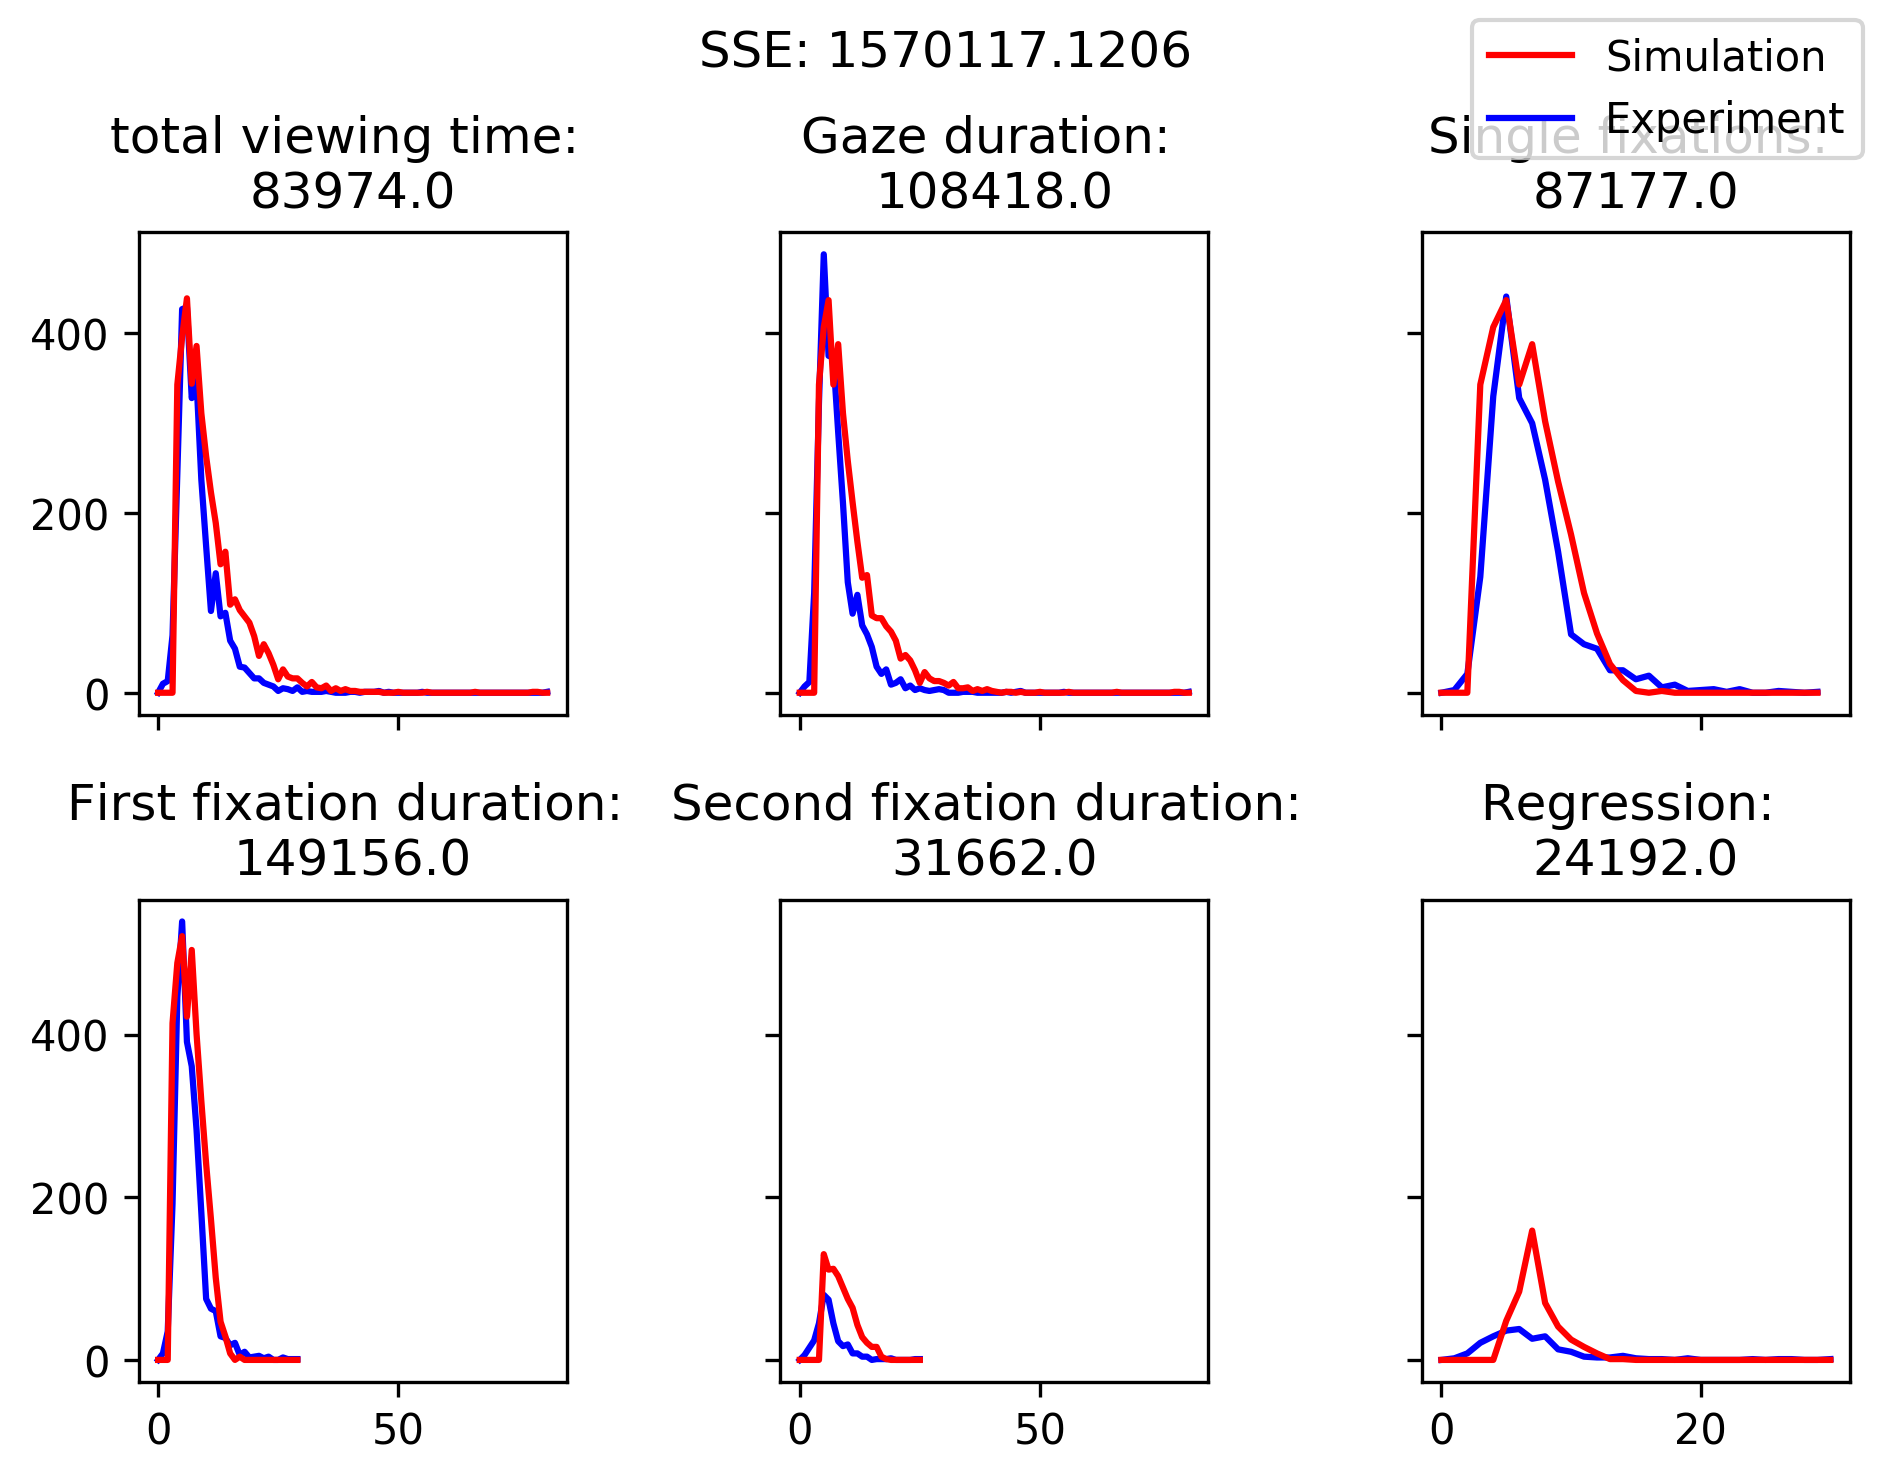 SSE: 1570117.1206
Simulation
Experiment
total viewing time:
83974.0
Gaze duration:
108418.0
Single fixations:
87177.0
400
200
0
First fixation duration:
149156.0
Second fixation duration:
31662.0
Regression:
24192.0
400
200
0
0
50
0
50
0
20